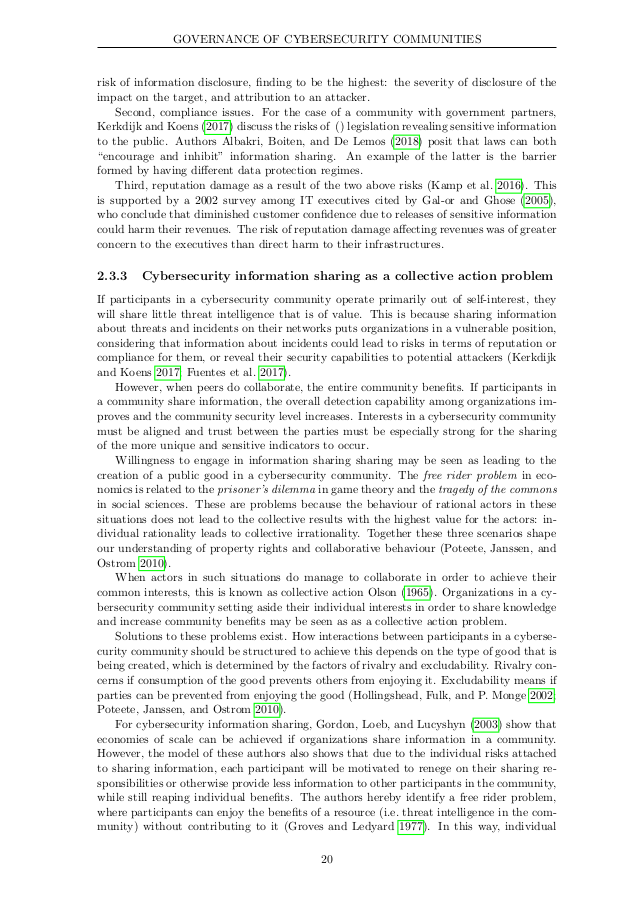 GOVERNANCE OF CYBERSECURITY COMMUNITIES
risk of information disclosure, finding to be the highest: the severity of disclosure of the
impact on the target, and attribution to an attacker.
Second, compliance issues. For the case of a community with government partners,
Kerkdijk and Koens (2017) discuss the risks of () legislation revealing sensitive information
to the public. Authors Albakri, Boiten, and De Lemos (2018) posit that laws can both
“encourage and inhibit” information sharing. An example of the latter is the barrier
formed by having different data protection regimes.
Third, reputation damage as a result of the two above risks (Kamp et al. 2016). This
is supported by a 2002 survey among IT executives cited by Gal-or and Ghose (2005),
who conclude that diminished customer confidence due to releases of sensitive information
could harm their revenues. The risk of reputation damage affecting revenues was of greater
concern to the executives than direct harm to their infrastructures.
2.3.3 Cybersecurity information sharing as a collective action problem
If participants in a cybersecurity community operate primarily out of self-interest, they
will share little threat intelligence that is of value. This is because sharing information
about threats and incidents on their networks puts organizations in a vulnerable position,
considering that information about incidents could lead to risks in terms of reputation or
compliance for them, or reveal their security capabilities to potential attackers (Kerkdijk
and Koens 2017; Fuentes et al. 2017).
However, when peers do collaborate, the entire community benefits. If participants in
a community share information, the overall detection capability among organizations im-
proves and the community security level increases. Interests in a cybersecurity community
must be aligned and trust between the parties must be especially strong for the sharing
of the more unique and sensitive indicators to occur.
Willingness to engage in information sharing sharing may be seen as leading to the
creation of a public good in a cybersecurity community. The free rider problem in eco-
nomics is related to the prisoner’s dilemma in game theory and the tragedy of the commons
in social sciences. These are problems because the behaviour of rational actors in these
situations does not lead to the collective results with the highest value for the actors: in-
dividual rationality leads to collective irrationality. Together these three scenarios shape
our understanding of property rights and collaborative behaviour (Poteete, Janssen, and
Ostrom 2010).
When actors in such situations do manage to collaborate in order to achieve their
common interests, this is known as collective action Olson (1965). Organizations in a cy-
bersecurity community setting aside their individual interests in order to share knowledge
and increase community benefits may be seen as as a collective action problem.
Solutions to these problems exist. How interactions between participants in a cyberse-
curity community should be structured to achieve this depends on the type of good that is
being created, which is determined by the factors of rivalry and excludability. Rivalry con-
cerns if consumption of the good prevents others from enjoying it. Excludability means if
parties can be prevented from enjoying the good (Hollingshead, Fulk, and P. Monge 2002;
Poteete, Janssen, and Ostrom 2010).
For cybersecurity information sharing, Gordon, Loeb, and Lucyshyn (2003) show that
economies of scale can be achieved if organizations share information in a community.
However, the model of these authors also shows that due to the individual risks attached
to sharing information, each participant will be motivated to renege on their sharing re-
sponsibilities or otherwise provide less information to other participants in the community,
while still reaping individual benefits. The authors hereby identify a free rider problem,
where participants can enjoy the benefits of a resource (i.e. threat intelligence in the com-
munity) without contributing to it (Groves and Ledyard 1977). In this way, individual
20